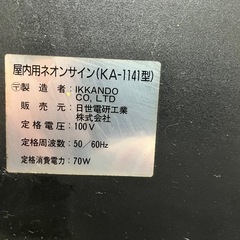 屋内用ネオンサイン(KA-1141型)
製造者：IKKANDO
CO,LTD
販売元：日世電研工業
株式会社
定格電圧：100V
定格周波数：50/60Hz
定格消費電力：70W